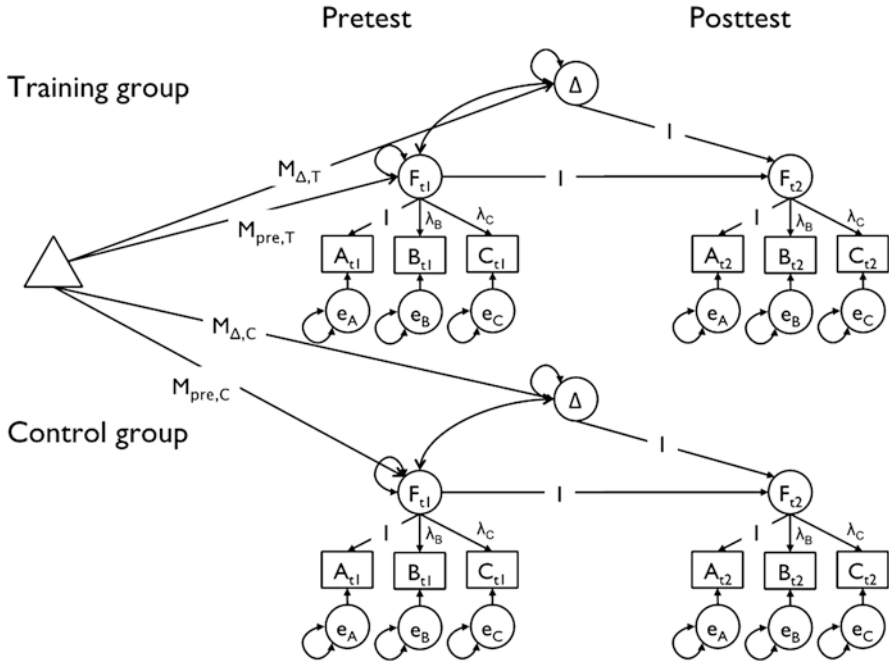 Pretest Posttest
Training group
Δ
1
M_Δ,T
F_t1 1 F_t2
M_pre,T
1 λ_B λ_C 1 λ_B λ_C
A_t1 B_t1 C_t1 A_t2 B_t2 C_t2
e_A e_B e_C e_A e_B e_C
M_Δ,C
M_pre,C
Δ
Control group
1
F_t1 1 F_t2
1 λ_B λ_C 1 λ_B λ_C
A_t1 B_t1 C_t1 A_t2 B_t2 C_t2
e_A e_B e_C e_A e_B e_C